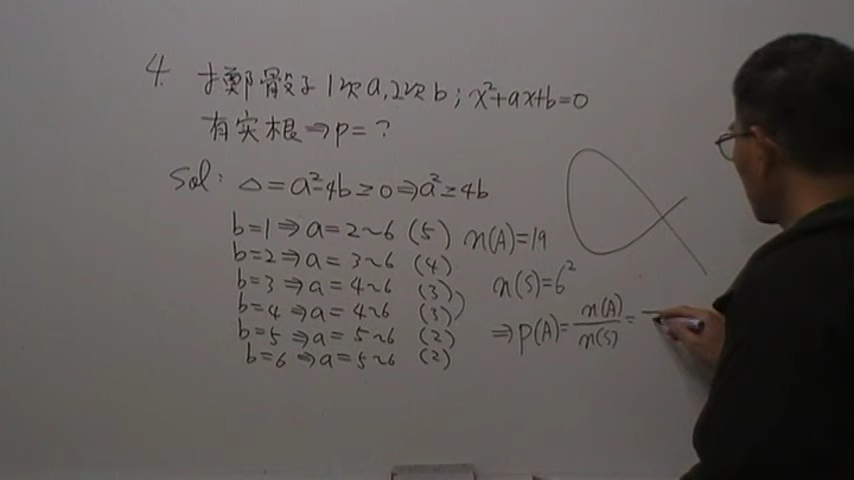 4. 擲骰子1次a,2次b;x²+ax+b=0
有实根⇒p=?
Sol: △=a²-4b≥0⇒a²≥4b
b=1⇒a=2~6 (5) n(A)=19
b=2⇒a=3~6 (4)
b=3⇒a=4~6 (3) n(S)=6²
b=4⇒a=4~6 (3)
b=5⇒a=5~6 (2) ⇒p(A)=n(A)/n(S)=
b=6⇒a=5~6 (2)